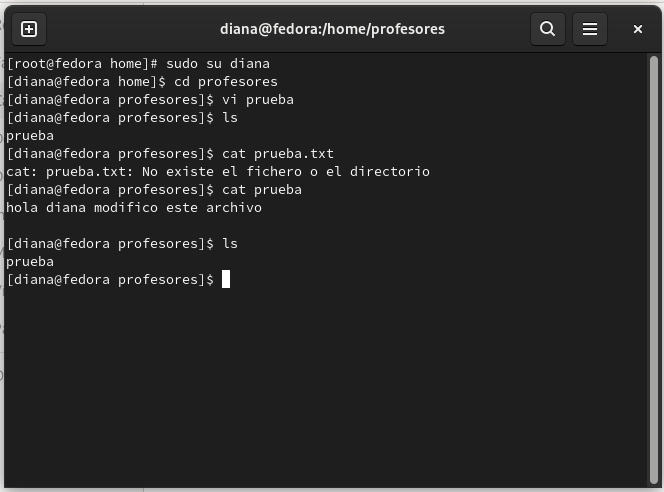 diana@fedora:/home/profesores
[root@fedora home]# sudo su diana
[diana@fedora home]$ cd profesores
[diana@fedora profesores]$ vi prueba
[diana@fedora profesores]$ ls
prueba
[diana@fedora profesores]$ cat prueba.txt
cat: prueba.txt: No existe el fichero o el directorio
[diana@fedora profesores]$ cat prueba
hola diana modifico este archivo
[diana@fedora profesores]$ ls
prueba
[diana@fedora profesores]$